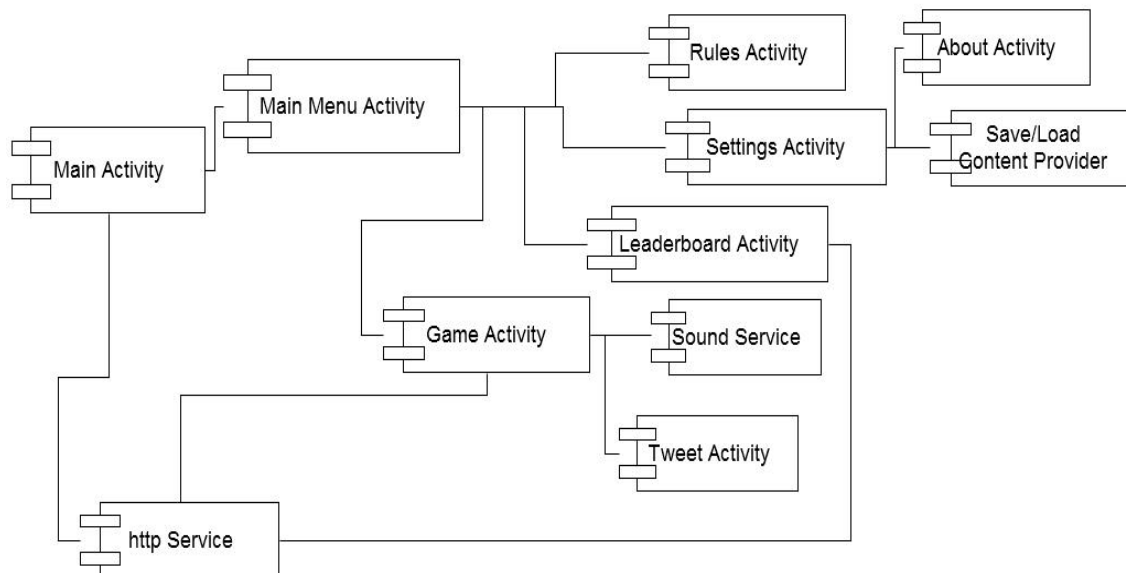 About Activity
Rules Activity
Main Menu Activity
Save/Load
Content Provider
Settings Activity
Main Activity
Leaderboard Activity
Game Activity
Sound Service
Tweet Activity
http Service